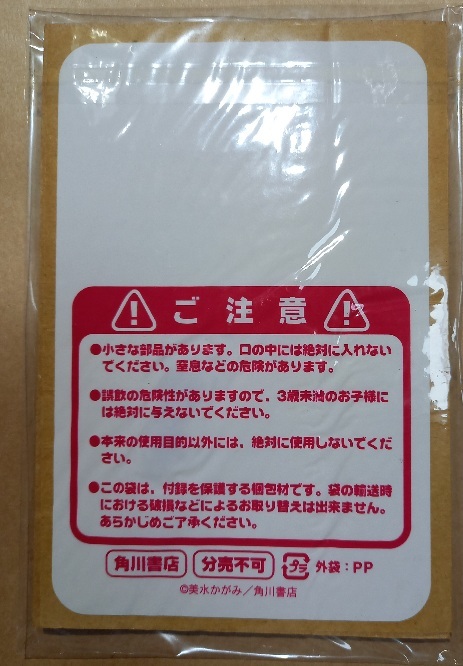 ご注意
●小さな部品があります。口の中には絶対に入れない
でください。窒息などの危険があります。
●誤飲の危険性がありますので、3歳未満のお子様に
は絶対に与えないでください。
●本来の使用目的以外には、絶対に使用しないでくだ
さい。
●この袋は、付録を保護する梱包材です。袋の輸送時
における破損などによるお取り替えは出来ません。
あらかじめご了承ください。
角川書店 分売不可 プラ 外袋:PP
©美水かがみ/角川書店